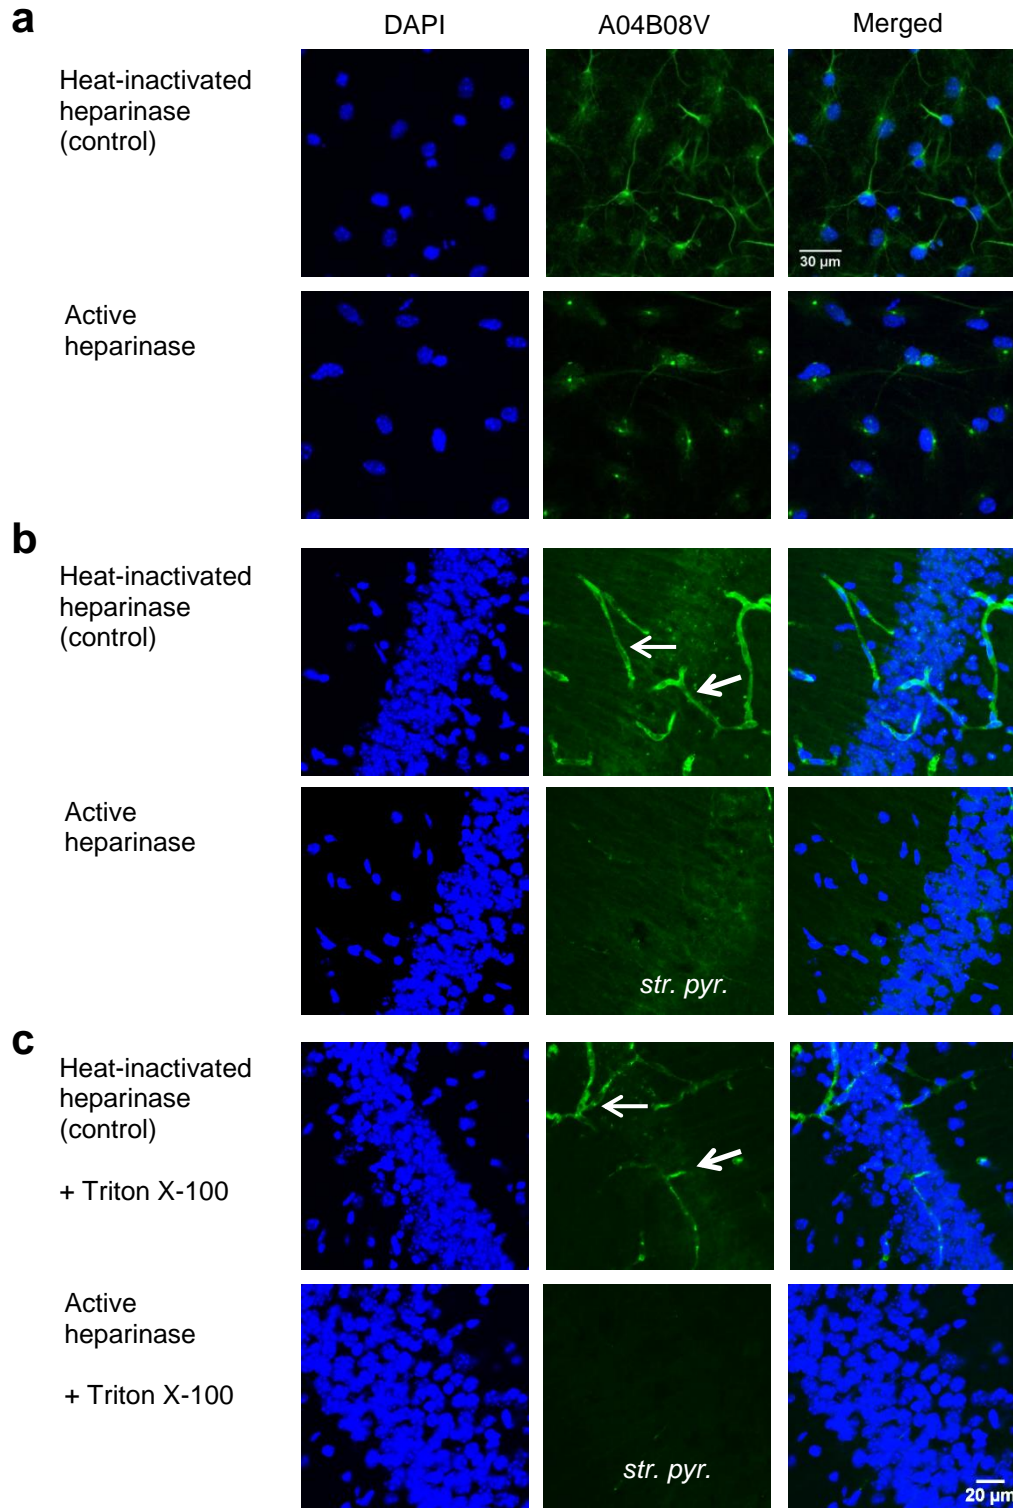 a
DAPI
A04B08V
Merged
Heat-inactivated
heparinase
(control)
30 µm
Active
heparinase
b
Heat-inactivated
heparinase
(control)
Active
heparinase
str. pyr.
c
Heat-inactivated
heparinase
(control)
+ Triton X-100
Active
heparinase
+ Triton X-100
str. pyr.
20 µm